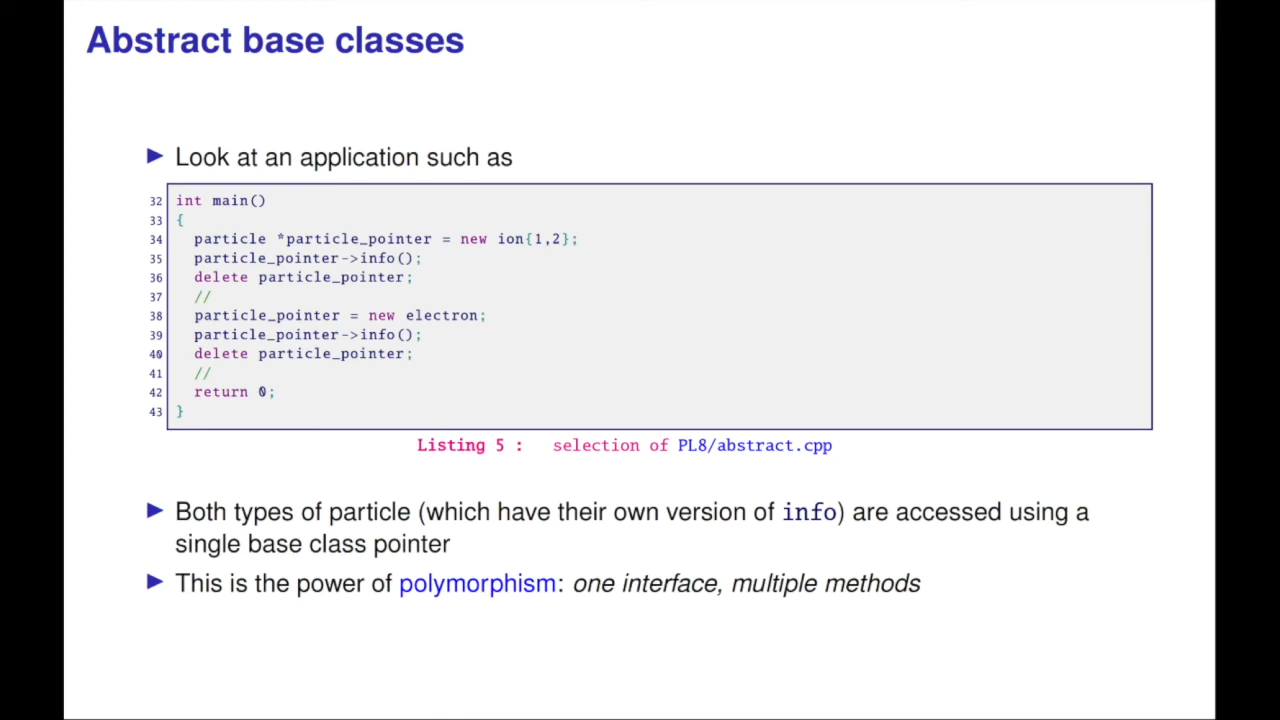 Abstract base classes
Look at an application such as
32 int main()
33 {
34   particle *particle_pointer = new ion{1,2};
35   particle_pointer->info();
36   delete particle_pointer;
37   //
38   particle_pointer = new electron;
39   particle_pointer->info();
40   delete particle_pointer;
41   //
42   return 0;
43 }
Listing 5 : selection of PL8/abstract.cpp
Both types of particle (which have their own version of info) are accessed using a
single base class pointer
This is the power of polymorphism: one interface, multiple methods